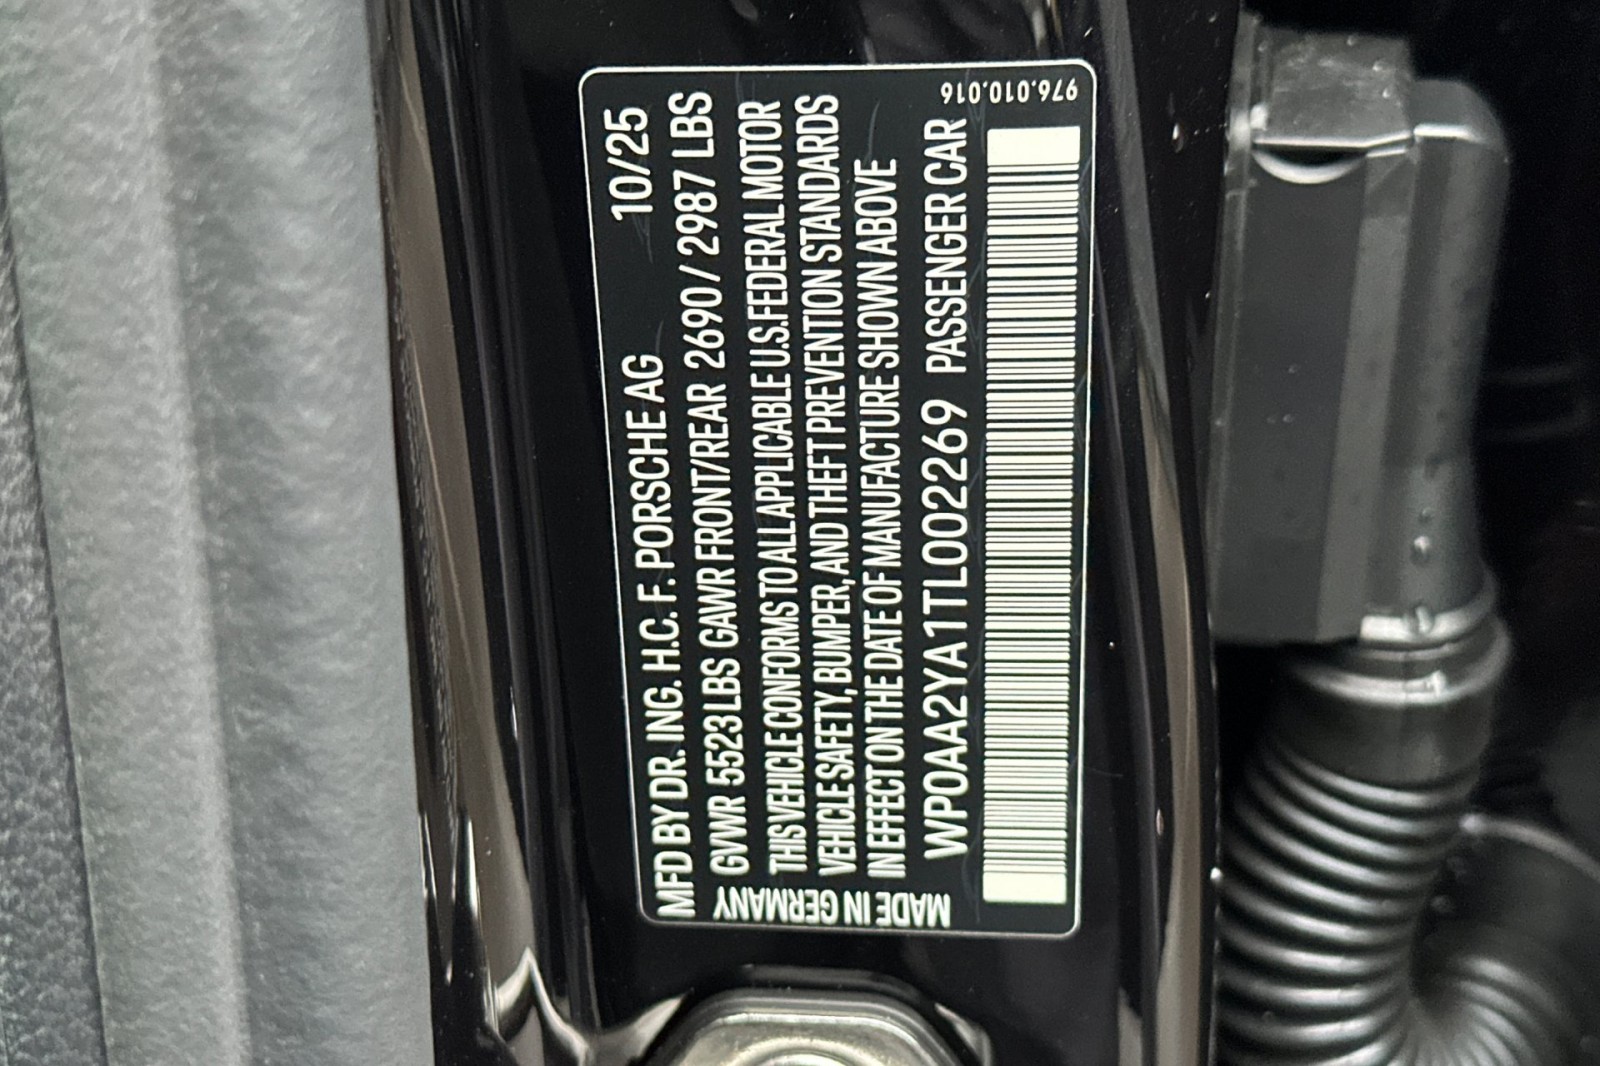 MFD BY DR. ING. H.C. F. PORSCHE AG 10/25
GVWR 5523 LBS GAWR FRONT/REAR 2690 / 2987 LBS
THIS VEHICLE CONFORMS TO ALL APPLICABLE U.S. FEDERAL MOTOR
VEHICLE SAFETY, BUMPER, AND THEFT PREVENTION STANDARDS
IN EFFECT ON THE DATE OF MANUFACTURE SHOWN ABOVE
WP0AA2YA1TL002269 PASSENGER CAR
MADE IN GERMANY
976.010.016